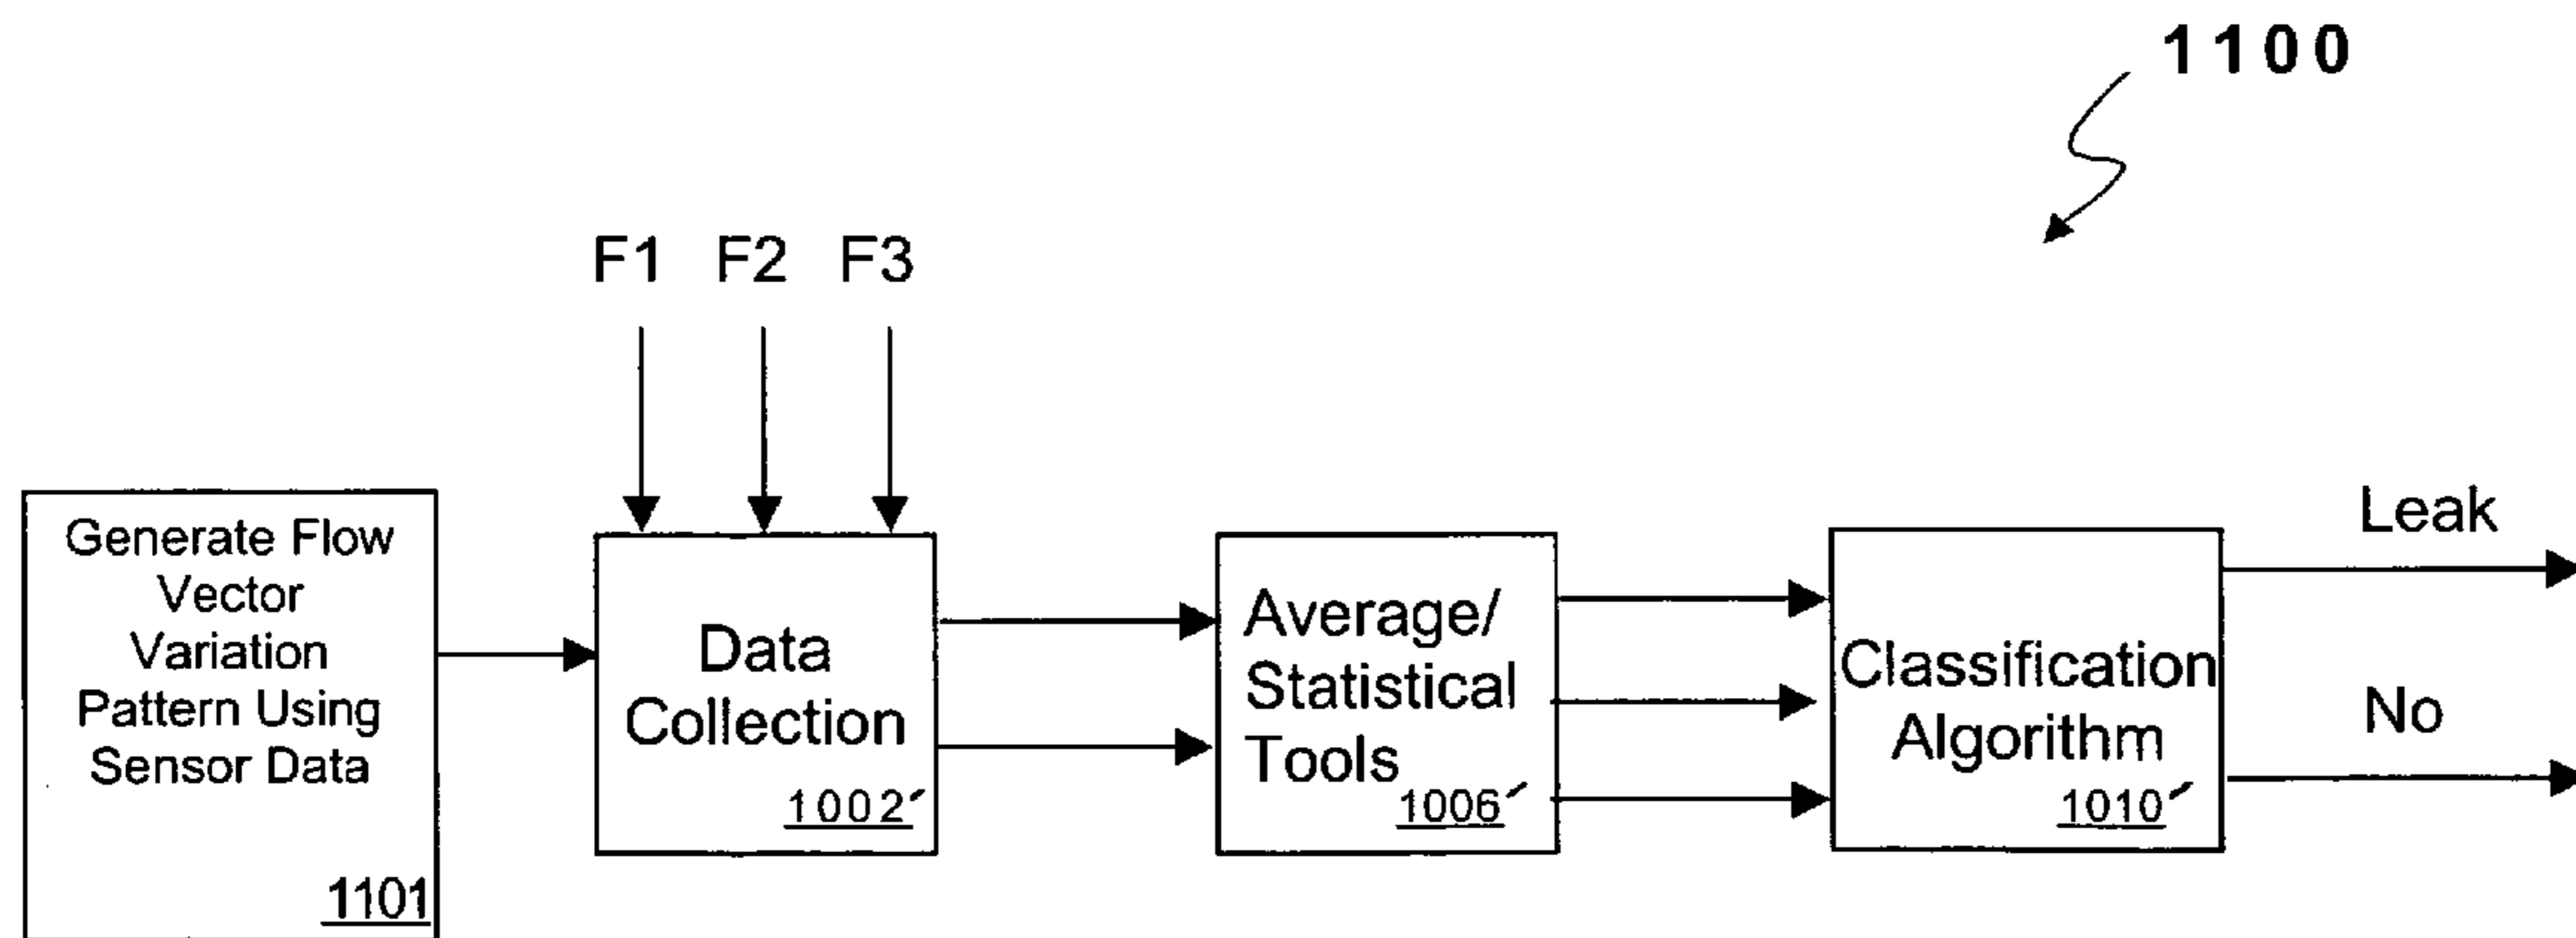 1100
F1 F2 F3
Generate Flow
Vector
Variation
Pattern Using
Sensor Data
1101
Data
Collection
1002′
Average/
Statistical
Tools
1006′
Classification
Algorithm
1010′
Leak
No